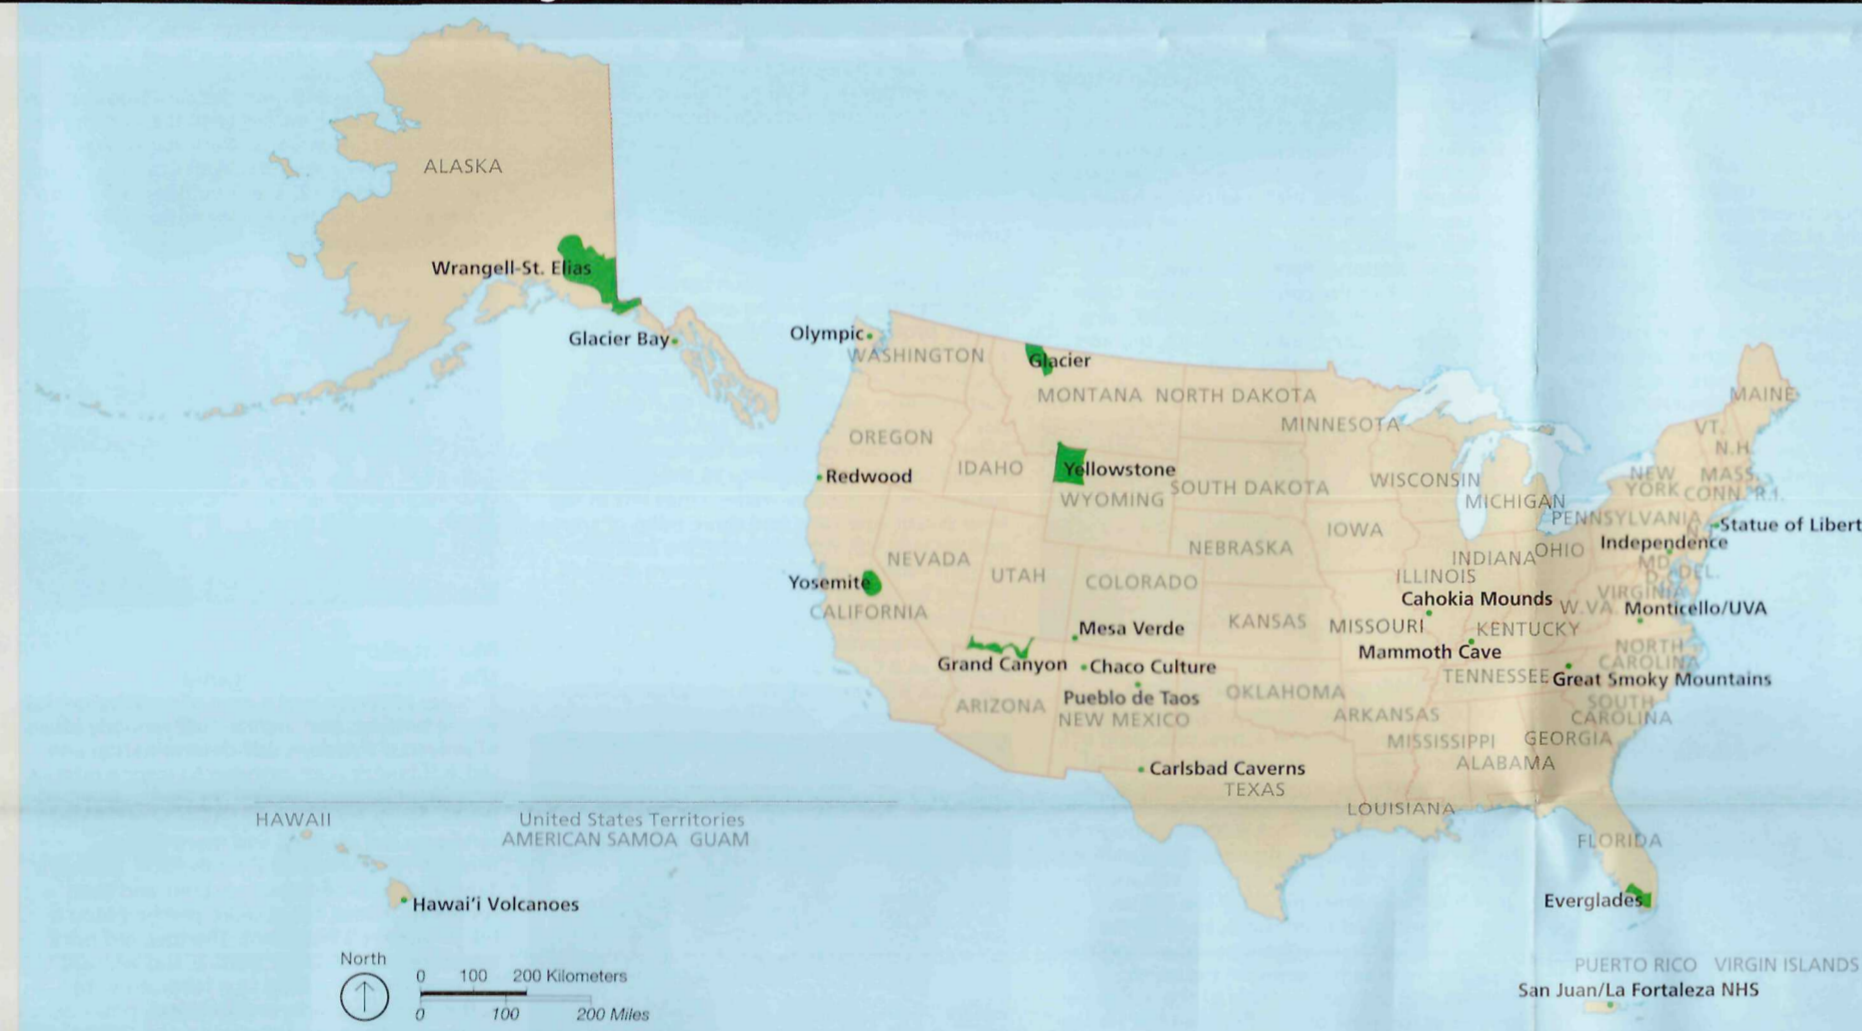 ALASKA
Wrangell-St. Elias
Glacier Bay
Olympic
WASHINGTON
Glacier
MONTANA
NORTH DAKOTA
MINNESOTA
MAINE
VT.
N.H.
OREGON
IDAHO
Yellowstone
WYOMING
SOUTH DAKOTA
WISCONSIN
MICHIGAN
NEW
YORK
MASS.
CONN.
R.I.
Redwood
PENNSYLVANIA
Statue of Libert
Independence
IOWA
NEBRASKA
INDIANA
OHIO
MD.
DEL.
NEVADA
UTAH
COLORADO
ILLINOIS
VIRGINIA
Yosemite
CALIFORNIA
Cahokia Mounds
W.VA.
Monticello/UVA
Mesa Verde
KANSAS
MISSOURI
KENTUCKY
Mammoth Cave
NORTH
CAROLINA
Grand Canyon
Chaco Culture
TENNESSEE
Great Smoky Mountains
Pueblo de Taos
OKLAHOMA
ARIZONA
NEW MEXICO
ARKANSAS
SOUTH
CAROLINA
MISSISSIPPI
GEORGIA
ALABAMA
Carlsbad Caverns
TEXAS
LOUISIANA
FLORIDA
Everglades
HAWAII
United States Territories
AMERICAN SAMOA GUAM
Hawai'i Volcanoes
PUERTO RICO VIRGIN ISLANDS
San Juan/La Fortaleza NHS
North
0 100 200 Kilometers
0 100 200 Miles